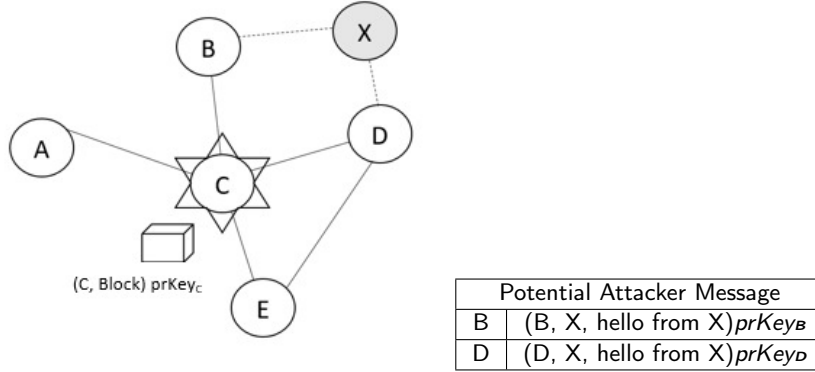 X
B
D
A
C
(C, Block) prKeyc
E
Potential Attacker Message
B (B, X, hello from X)prKeyB
D (D, X, hello from X)prKeyD